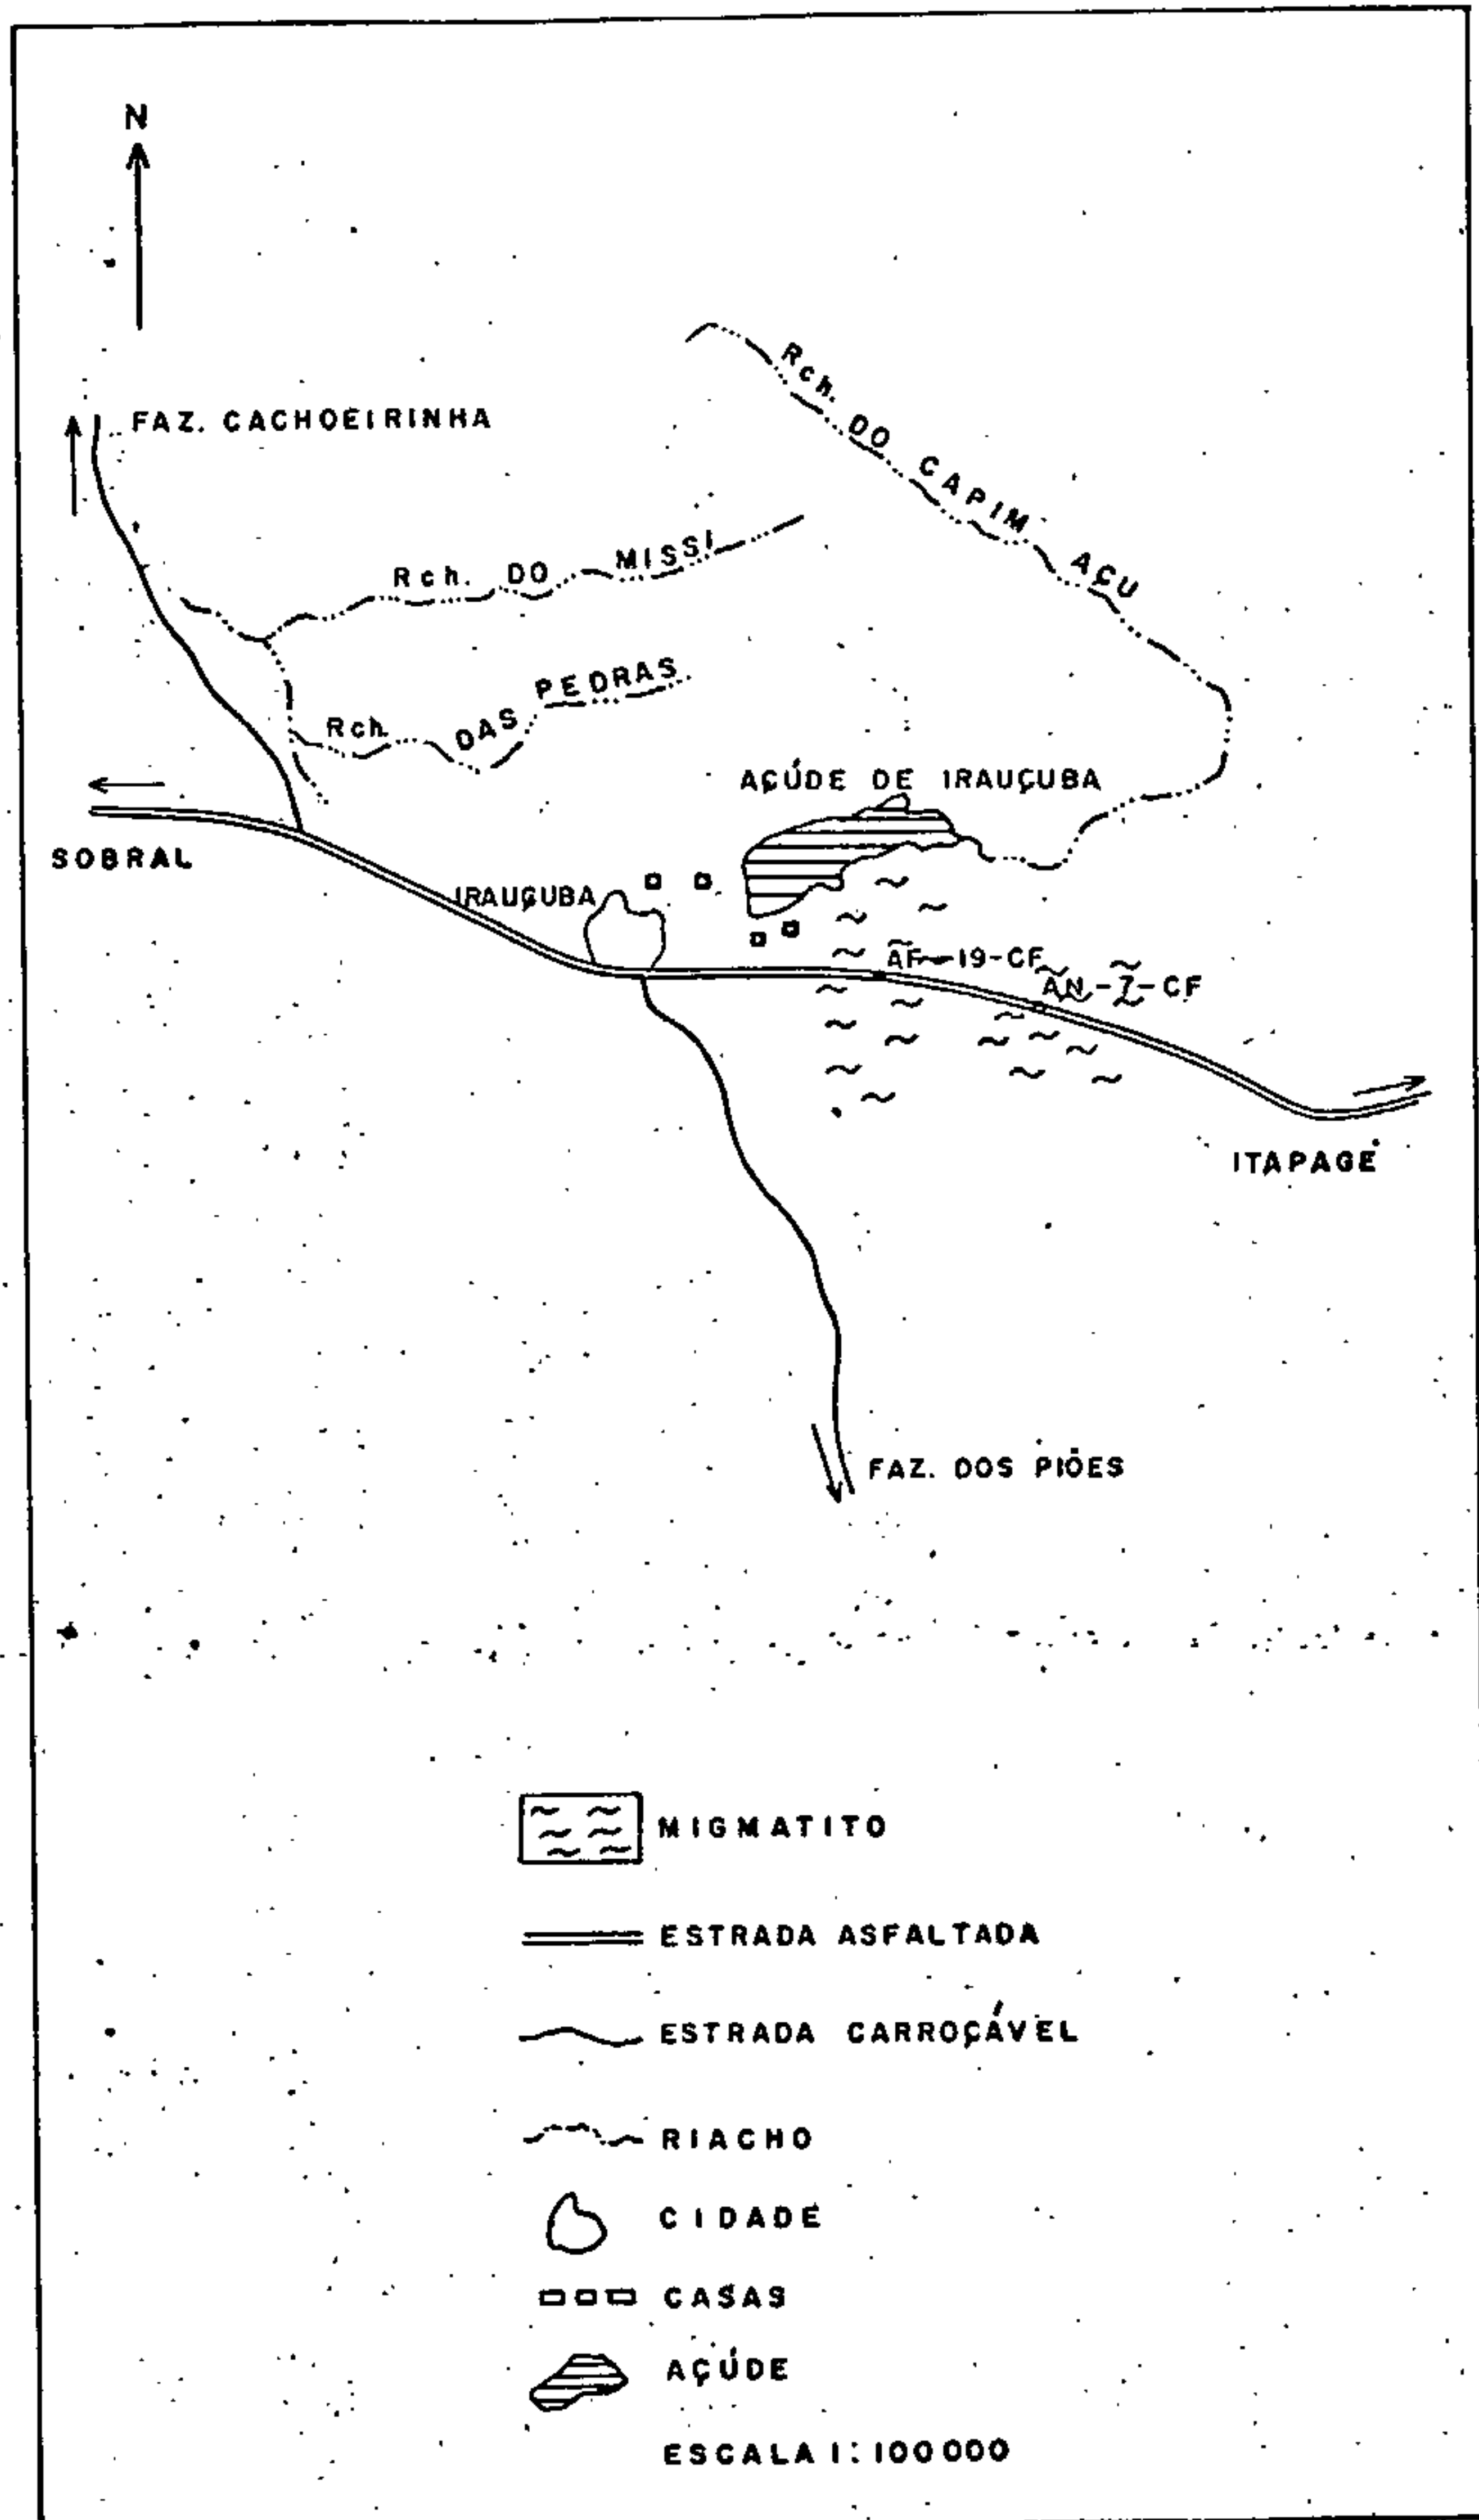 N
FAZ. CACHOEIRINHA
Rch. DO CAPIM AÇU
Rch. DO MISSI
Rch. DAS PEDRAS
AÇÚDE DE IRAUÇUBA
SOBRAL
IRAUÇUBA
AF-19-CF
AN-7-CF
ITAPAGÉ
FAZ. DOS PIÕES
MIGMATITO
ESTRADA ASFALTADA
ESTRADA CARROÇÁVEL
RIACHO
CIDADE
CASAS
AÇÚDE
ESCALA 1:100000